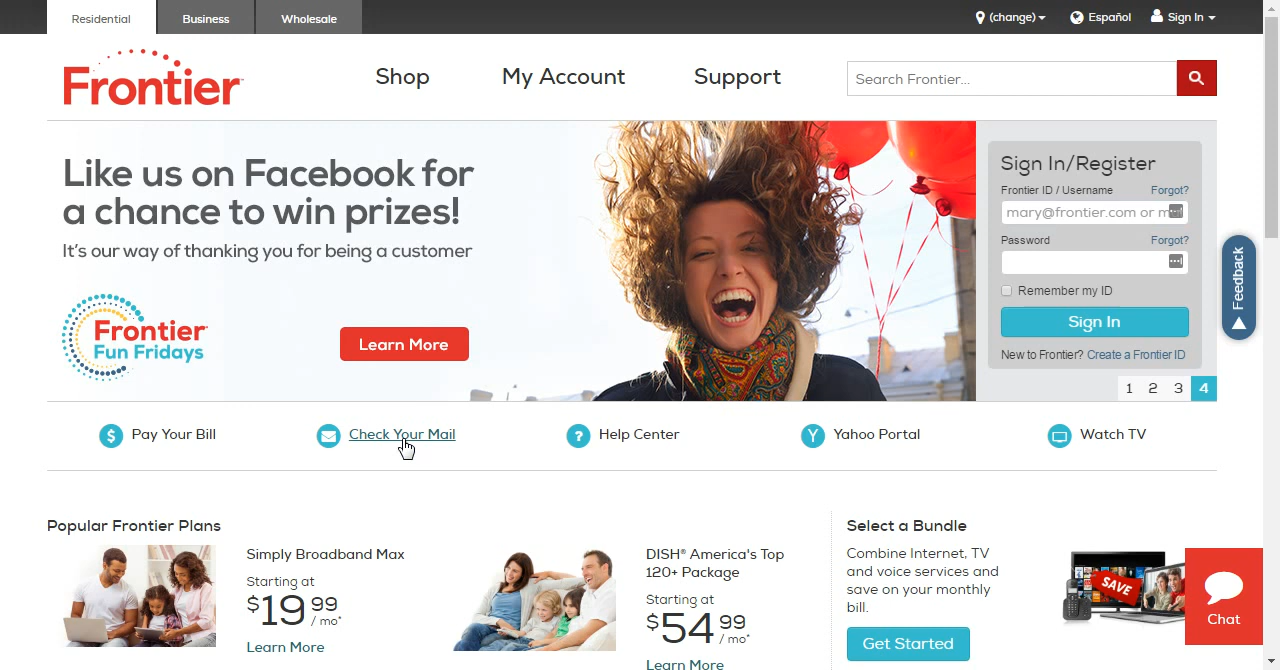 Residential
Business
Wholesale
(change)
Español
Sign In
Frontier
Shop
My Account
Support
Search Frontier...
Like us on Facebook for
a chance to win prizes!
It's our way of thanking you for being a customer
Frontier
Fun Fridays
Learn More
Sign In/Register
Frontier ID / Username
Forgot?
mary@frontier.com or m
Password
Forgot?
Remember my ID
Sign In
New to Frontier? Create a Frontier ID
1 2 3 4
Feedback
Pay Your Bill
Check Your Mail
Help Center
Yahoo Portal
Watch TV
Popular Frontier Plans
Simply Broadband Max
Starting at
$19.99 / mo*
Learn More
DISH® America's Top
120+ Package
Starting at
$54.99 / mo*
Learn More
Select a Bundle
Combine Internet, TV
and voice services and
save on your monthly
bill.
Get Started
SAVE
Chat